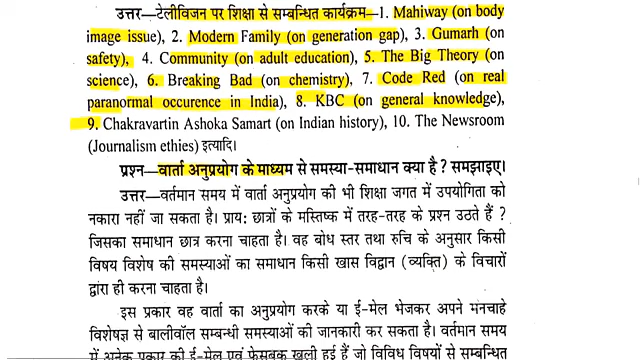 उत्तर—टेलीविजन पर शिक्षा से सम्बन्धित कार्यक्रम—1. Mahiway (on body
image issue), 2. Modern Family (on generation gap), 3. Gumarh (on
safety), 4. Community (on adult education), 5. The Big Theory (on
science), 6. Breaking Bad (on chemistry), 7. Code Red (on real
paranormal occurence in India), 8. KBC (on general knowledge),
9. Chakravartin Ashoka Samart (on Indian history), 10. The Newsroom
(Journalism ethies) इत्यादि।
प्रश्न—वार्ता अनुप्रयोग के माध्यम से समस्या-समाधान क्या है ? समझाइए।
उत्तर—वर्तमान समय में वार्ता अनुप्रयोग की भी शिक्षा जगत में उपयोगिता को
नकारा नहीं जा सकता है। प्राय: छात्रों के मस्तिष्क में तरह-तरह के प्रश्न उठते हैं ?
जिसका समाधान छात्र करना चाहता है। वह बोध स्तर तथा रुचि के अनुसार किसी
विषय विशेष की समस्याओं का समाधान किसी खास विद्वान (व्यक्ति) के विचारों
द्वारा ही करना चाहता है।
इस प्रकार वह वार्ता का अनुप्रयोग करके या ई-मेल भेजकर अपने मनचाहे
विशेषज्ञ से बालीवॉल सम्बन्धी समस्याओं की जानकारी कर सकता है। वर्तमान समय
में अनेक प्रकार की ई-मेल एवं फेसबुक खुली हुई हैं जो विविध विषयों से सम्बन्धित